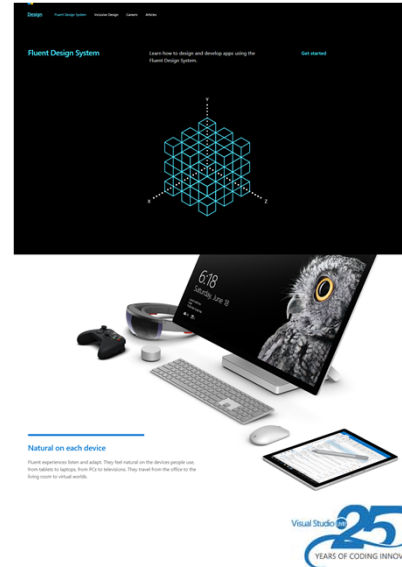 Design Fluent Design System Inclusive Design Careers Articles
Fluent Design System
Learn how to design and develop apps using the
Fluent Design System.
Get started
Y
X
Z
6:18
Saturday, June 18
Natural on each device
Fluent experiences listen and adapt. They feel natural on the devices people use
from tablets to laptops, from PCs to televisions. They travel from the office to the
living room to virtual worlds.
Visual Studio LIVE!
25
YEARS OF CODING INNOV